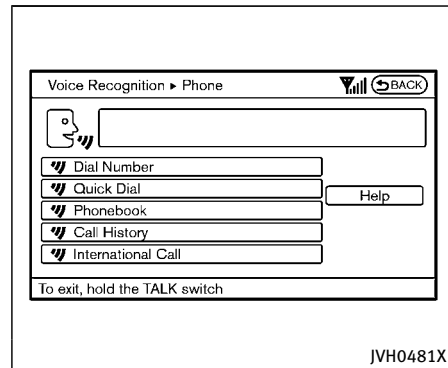 Voice Recognition ▸ Phone
BACK
Dial Number
Quick Dial
Phonebook
Call History
International Call
Help
To exit, hold the TALK switch
JVH0481X